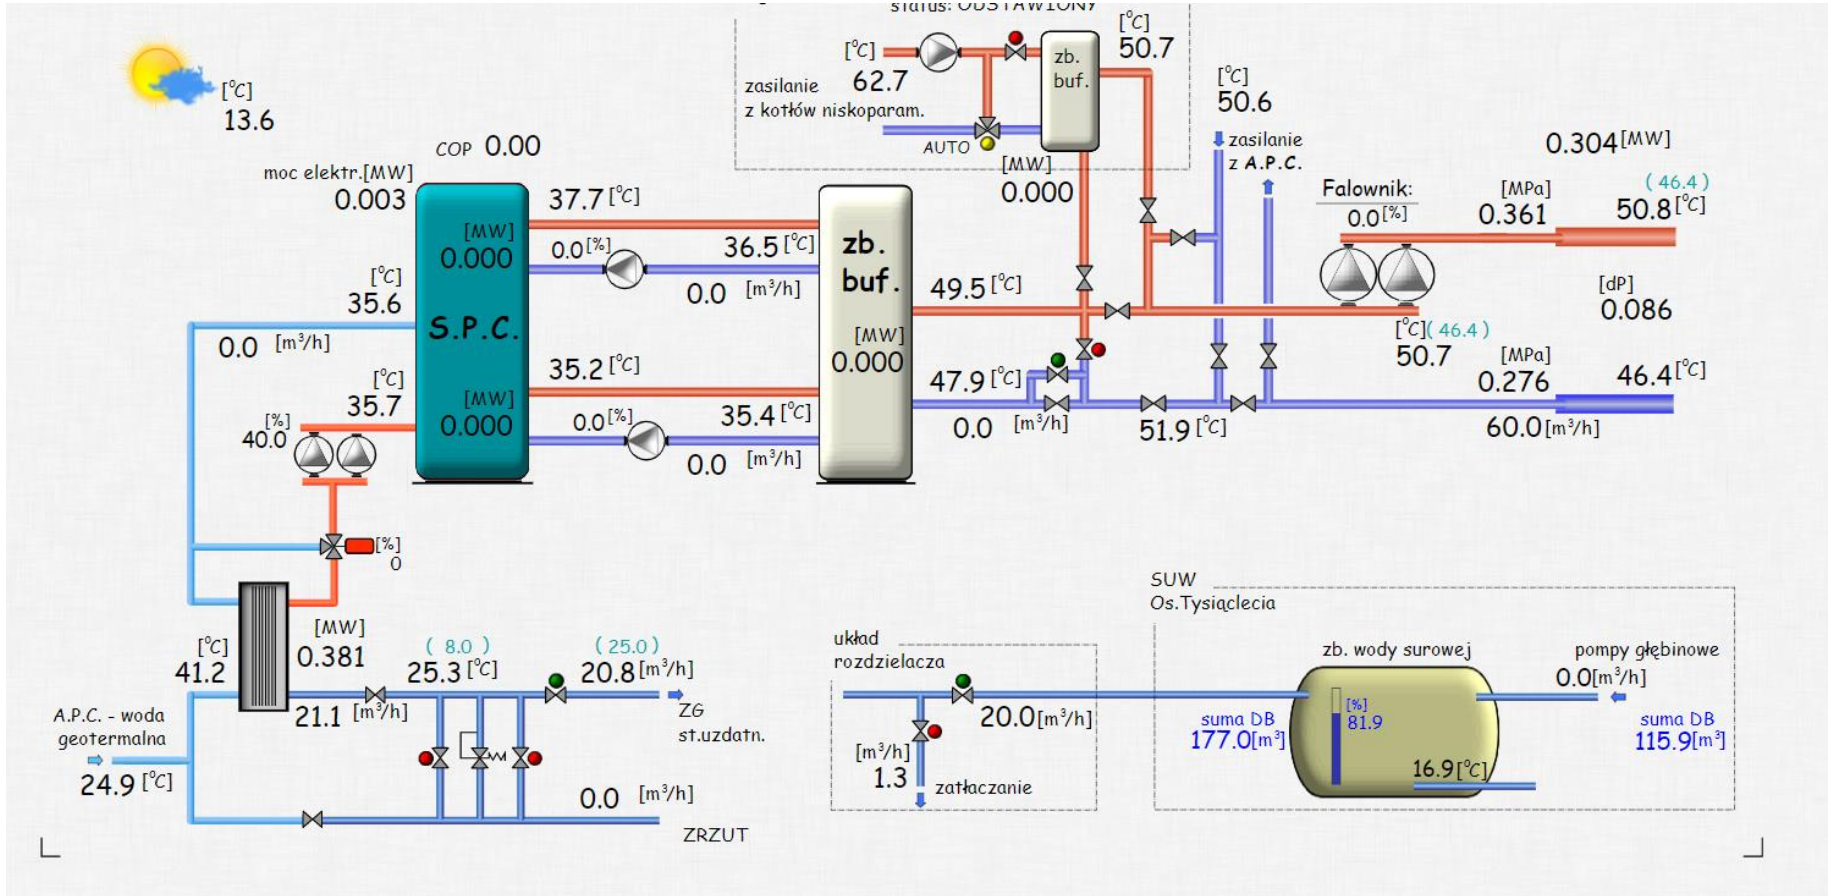 status: ODSTAWIONY
[°C]
50.7
[°C]
62.7
zb.
buf.
zasilanie
z kotłów niskoparam.
AUTO
[MW]
0.000
[°C]
13.6
COP 0.00
moc elektr.[MW]
0.003
[MW]
0.000
S.P.C.
[MW]
0.000
37.7 [°C]
0.0 [%]
36.5 [°C]
0.0 [m³/h]
35.2 [°C]
0.0 [%]
35.4 [°C]
0.0 [m³/h]
zb.
buf.
[MW]
0.000
49.5 [°C]
47.9 [°C]
0.0 [m³/h]
51.9 [°C]
[°C]
50.6
zasilanie
z A.P.C.
0.304 [MW]
Falownik:
0.0 [%]
[MPa]
0.361
( 46.4 )
50.8 [°C]
[dP]
0.086
[°C] ( 46.4 )
50.7
[MPa]
0.276
46.4 [°C]
60.0 [m³/h]
[°C]
35.6
0.0 [m³/h]
[°C]
35.7
[%]
40.0
[%]
0
[°C]
41.2
[MW]
0.381
( 8.0 )
25.3 [°C]
( 25.0 )
20.8 [m³/h]
21.1 [m³/h]
ZG
st.uzdatn.
A.P.C. - woda
geotermalna
24.9 [°C]
0.0 [m³/h]
ZRZUT
układ
rozdzielacza
20.0 [m³/h]
[m³/h]
1.3
zatłaczanie
SUW
Os.Tysiąclecia
zb. wody surowej
pompy głębinowe
0.0 [m³/h]
suma DB
177.0 [m³]
[%]
81.9
16.9 [°C]
suma DB
115.9 [m³]